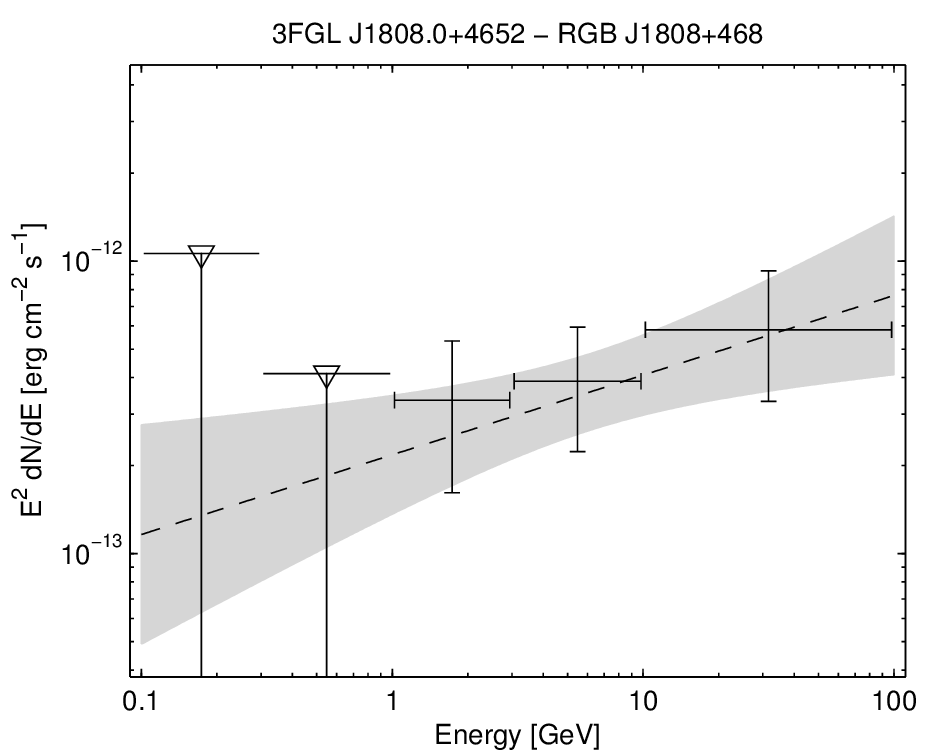 3FGL J1808.0+4652 − RGB J1808+468
E² dN/dE [erg cm⁻² s⁻¹]
10⁻¹²
10⁻¹³
0.1 1 10 100
Energy [GeV]